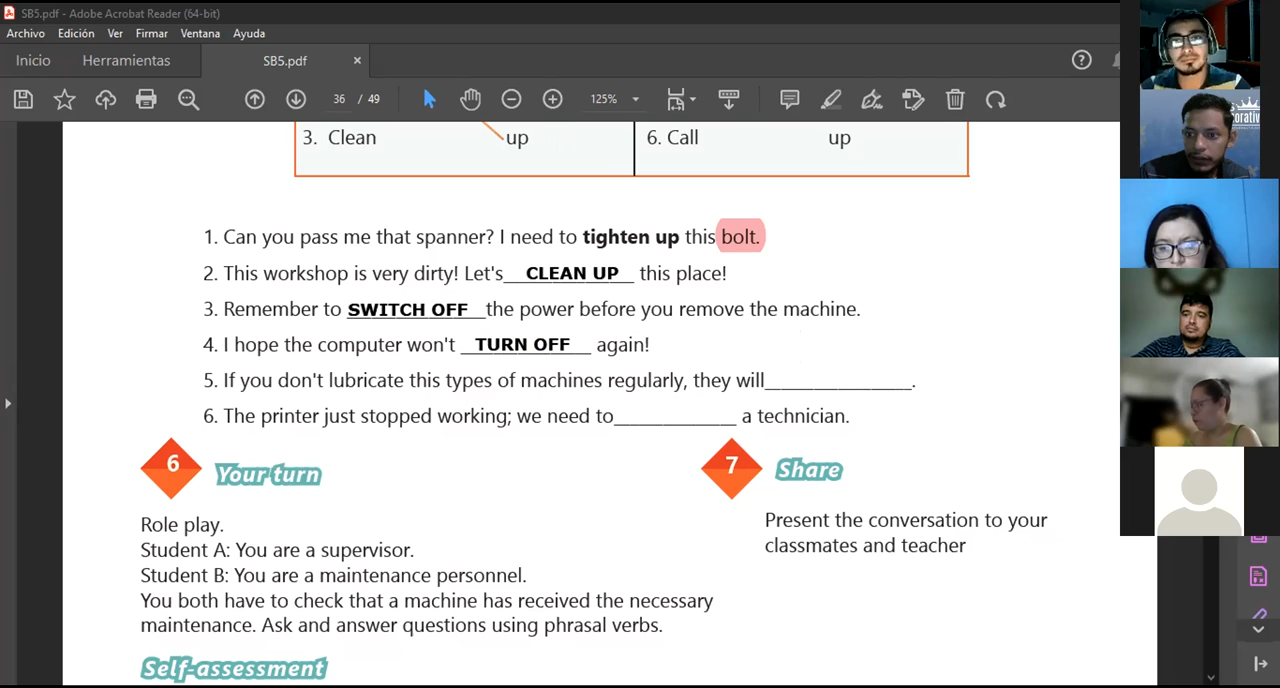 SB5.pdf - Adobe Acrobat Reader (64-bit)
Archivo Edición Ver Firmar Ventana Ayuda
Inicio Herramientas SB5.pdf ×
36 / 49 125%
3. Clean up 6. Call up
1. Can you pass me that spanner? I need to tighten up this bolt.
2. This workshop is very dirty! Let's CLEAN UP this place!
3. Remember to SWITCH OFF the power before you remove the machine.
4. I hope the computer won't TURN OFF again!
5. If you don't lubricate this types of machines regularly, they will_______________.
6. The printer just stopped working; we need to____________ a technician.
6 Your turn
Role play.
Student A: You are a supervisor.
Student B: You are a maintenance personnel.
You both have to check that a machine has received the necessary
maintenance. Ask and answer questions using phrasal verbs.
7 Share
Present the conversation to your
classmates and teacher
Self-assessment